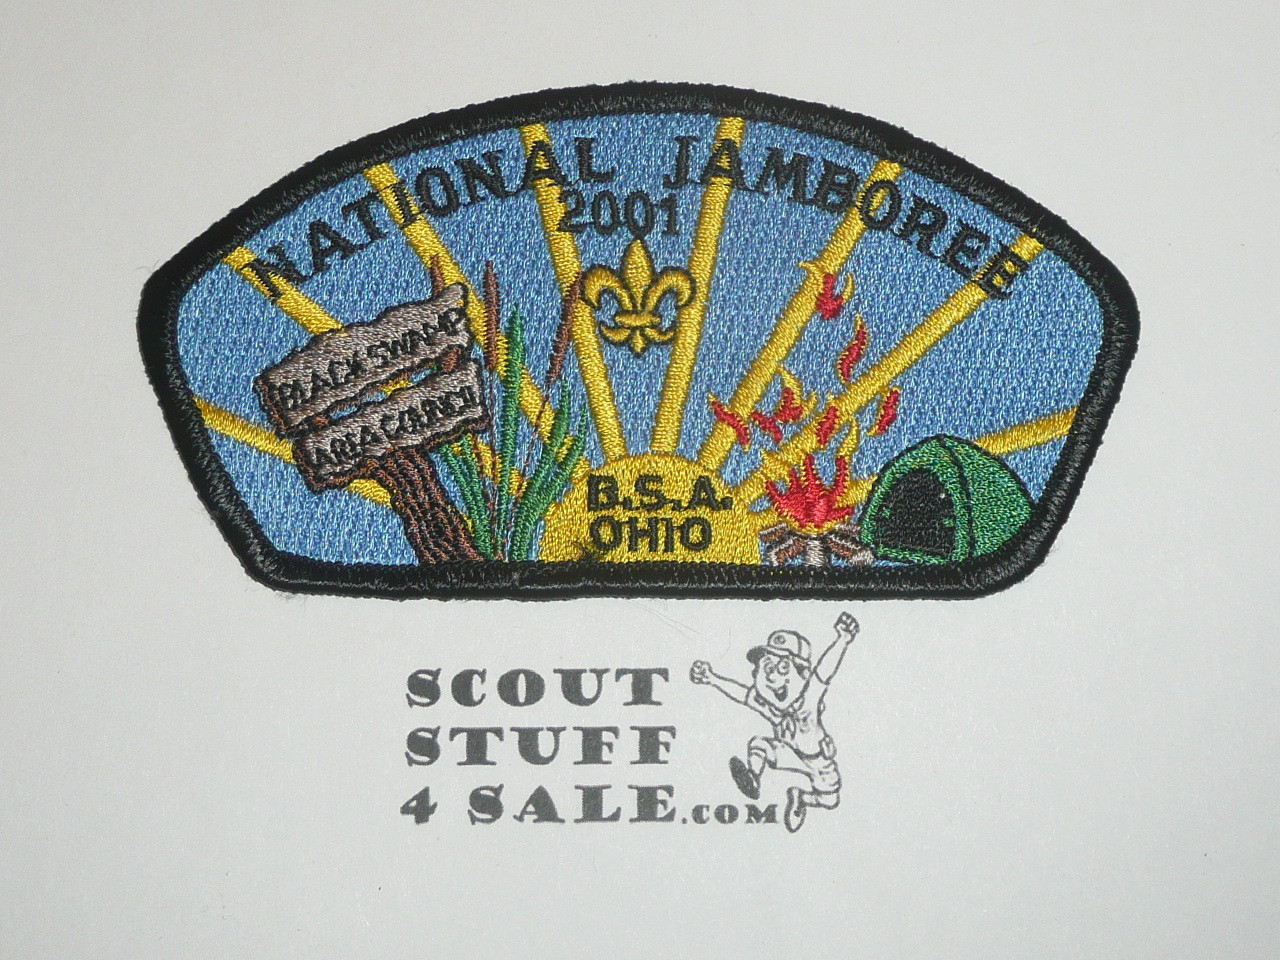 NATIONAL JAMBOREE
2001
BLACK SWAMP
AREA COUNCIL
B.S.A.
OHIO
SCOUT
STUFF
4 SALE.COM